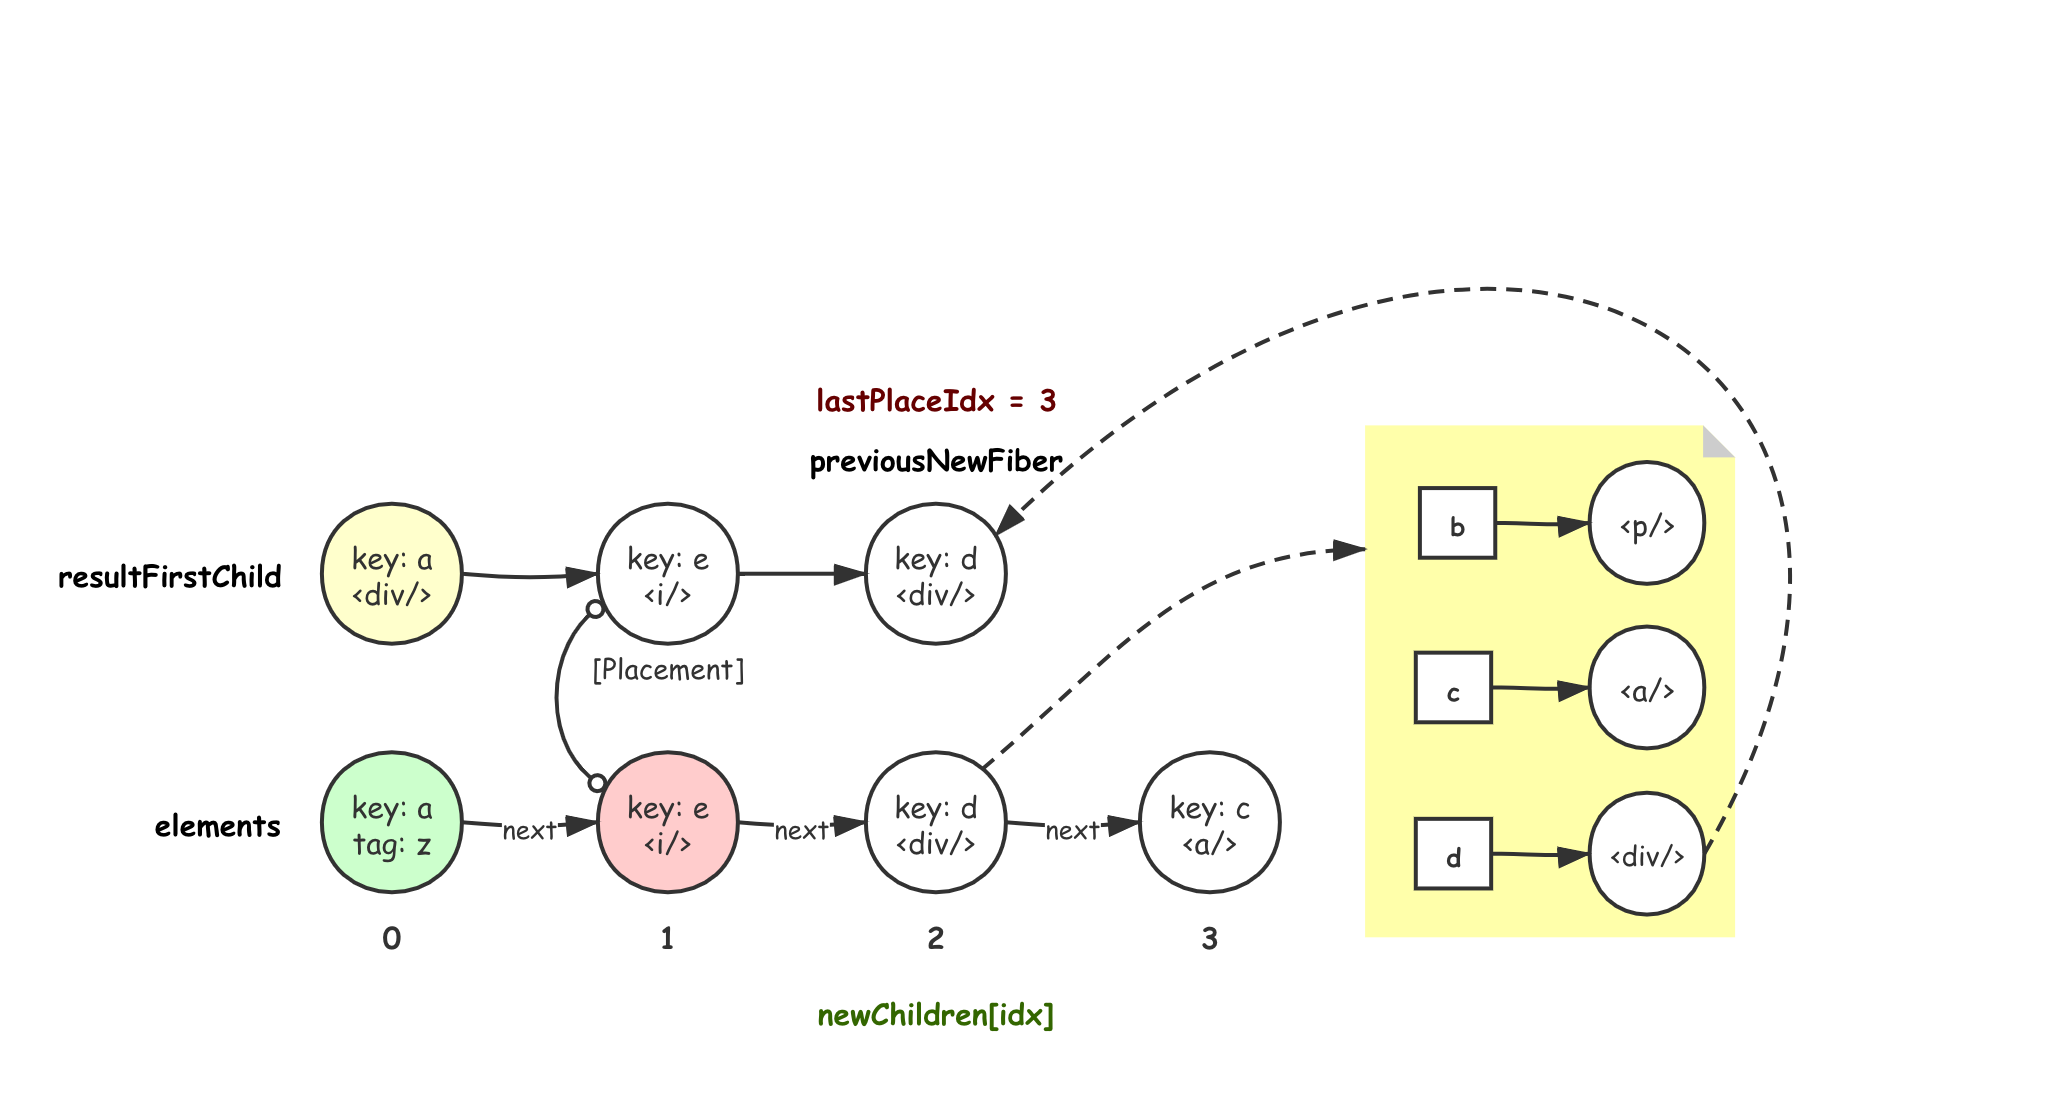 lastPlaceIdx = 3
previousNewFiber
resultFirstChild
key: a
<div/>
key: e
<i/>
key: d
<div/>
[Placement]
elements
key: a
tag: z
next
key: e
<i/>
next
key: d
<div/>
next
key: c
<a/>
0
1
2
3
newChildren[idx]
b
<p/>
c
<a/>
d
<div/>